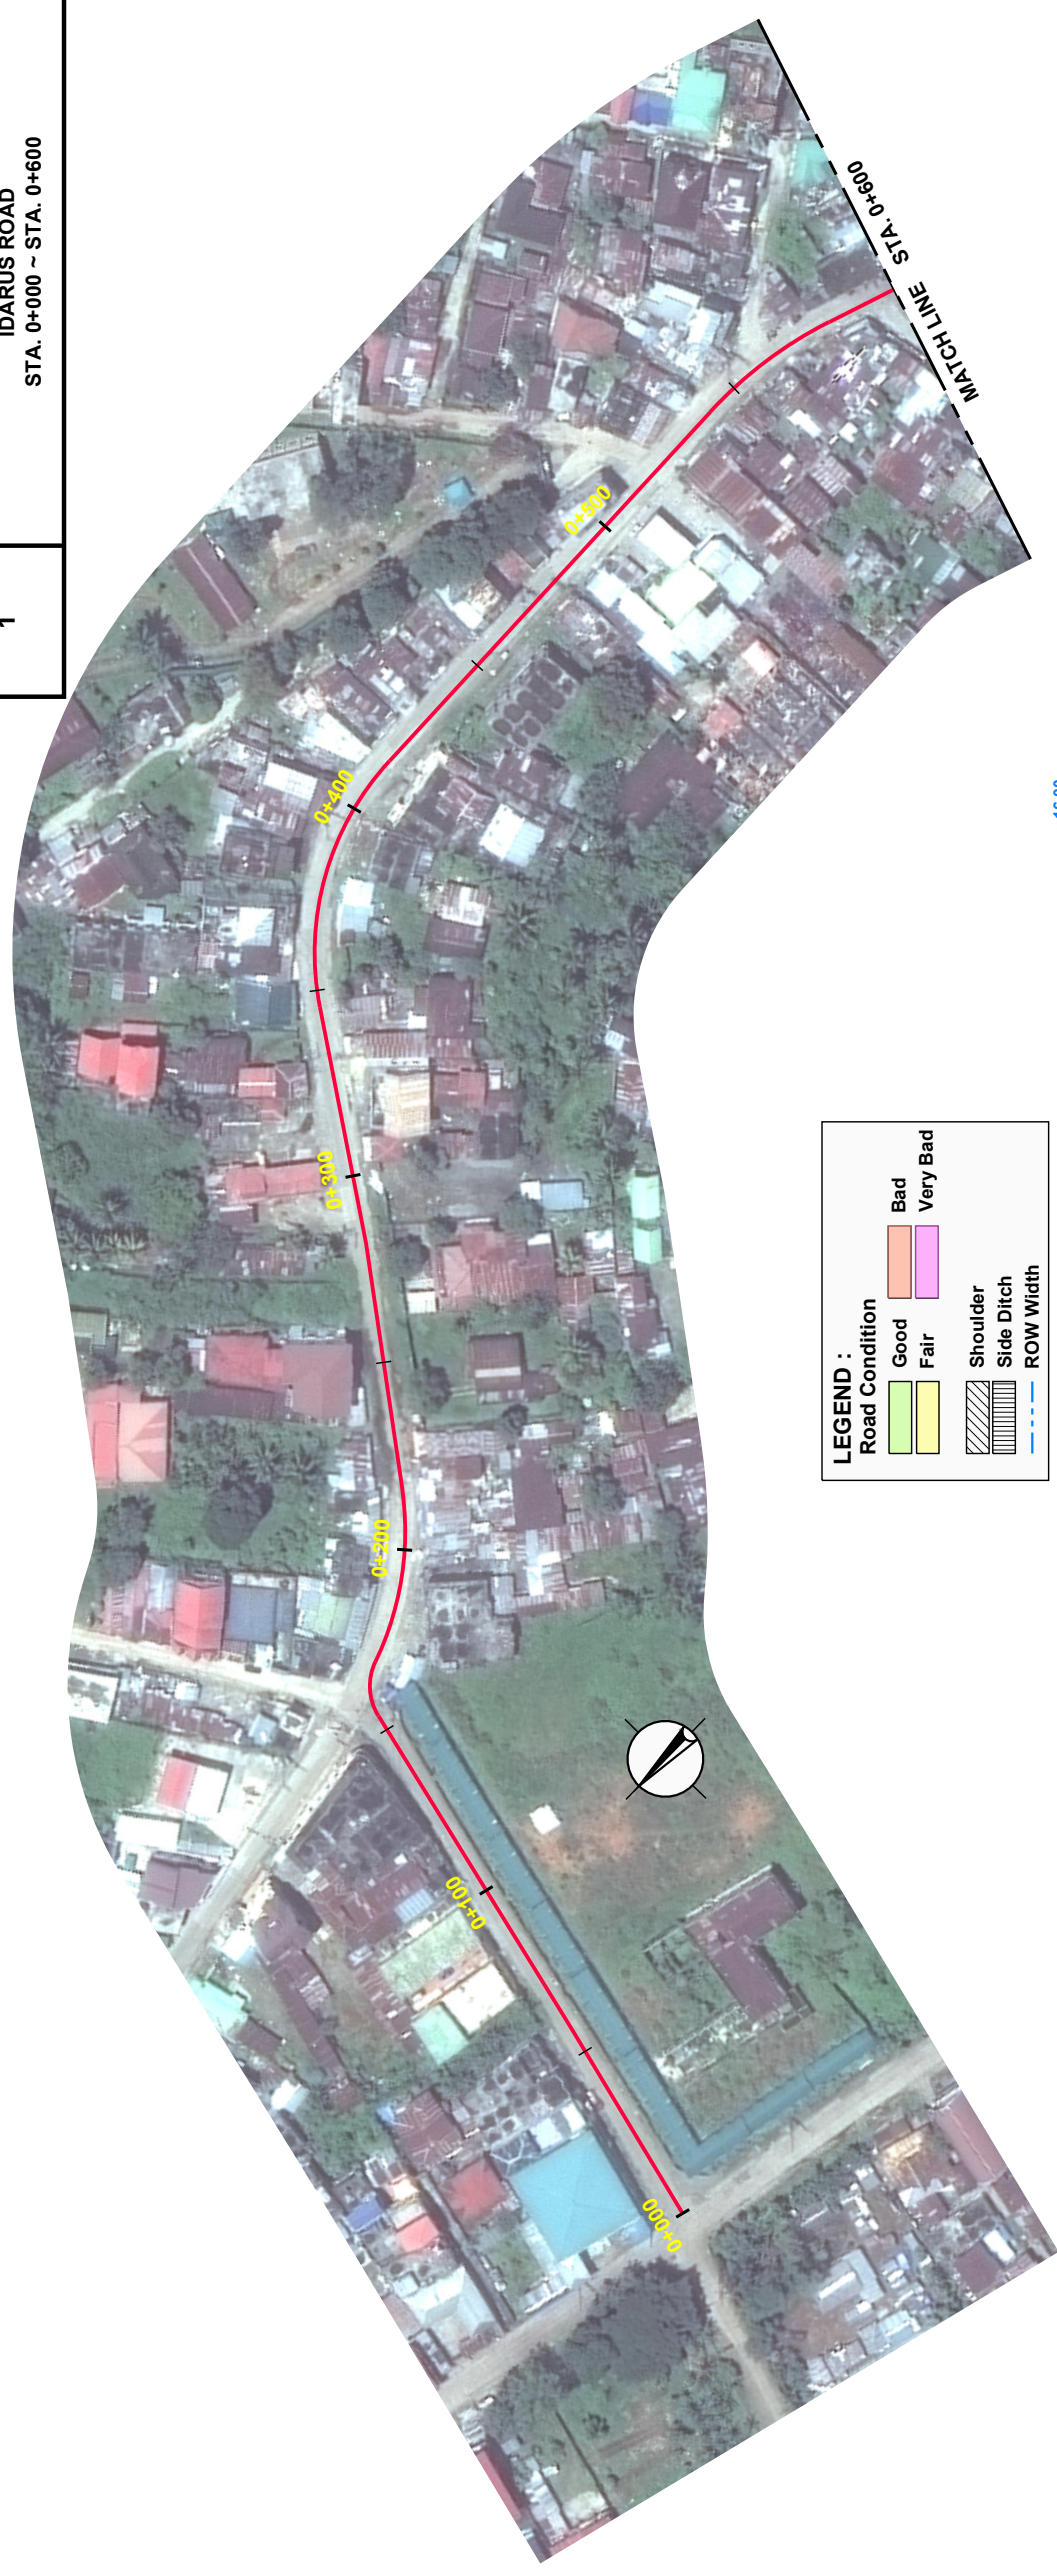 IDARUS ROAD
STA. 0+000 ~ STA. 0+600
1
0+000
0+100
0+200
0+300
0+400
0+500
MATCH LINE STA. 0+600
LEGEND :
Road Condition
Good
Bad
Fair
Very Bad
Shoulder
Side Ditch
ROW Width